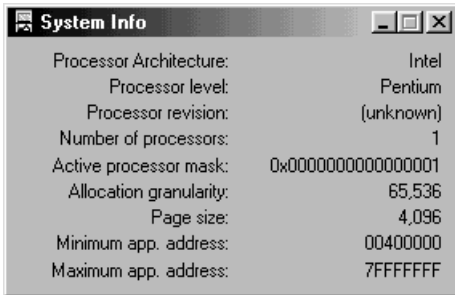 System Info
Processor Architecture: Intel
Processor level: Pentium
Processor revision: (unknown)
Number of processors: 1
Active processor mask: 0x0000000000000001
Allocation granularity: 65,536
Page size: 4,096
Minimum app. address: 00400000
Maximum app. address: 7FFFFFFF